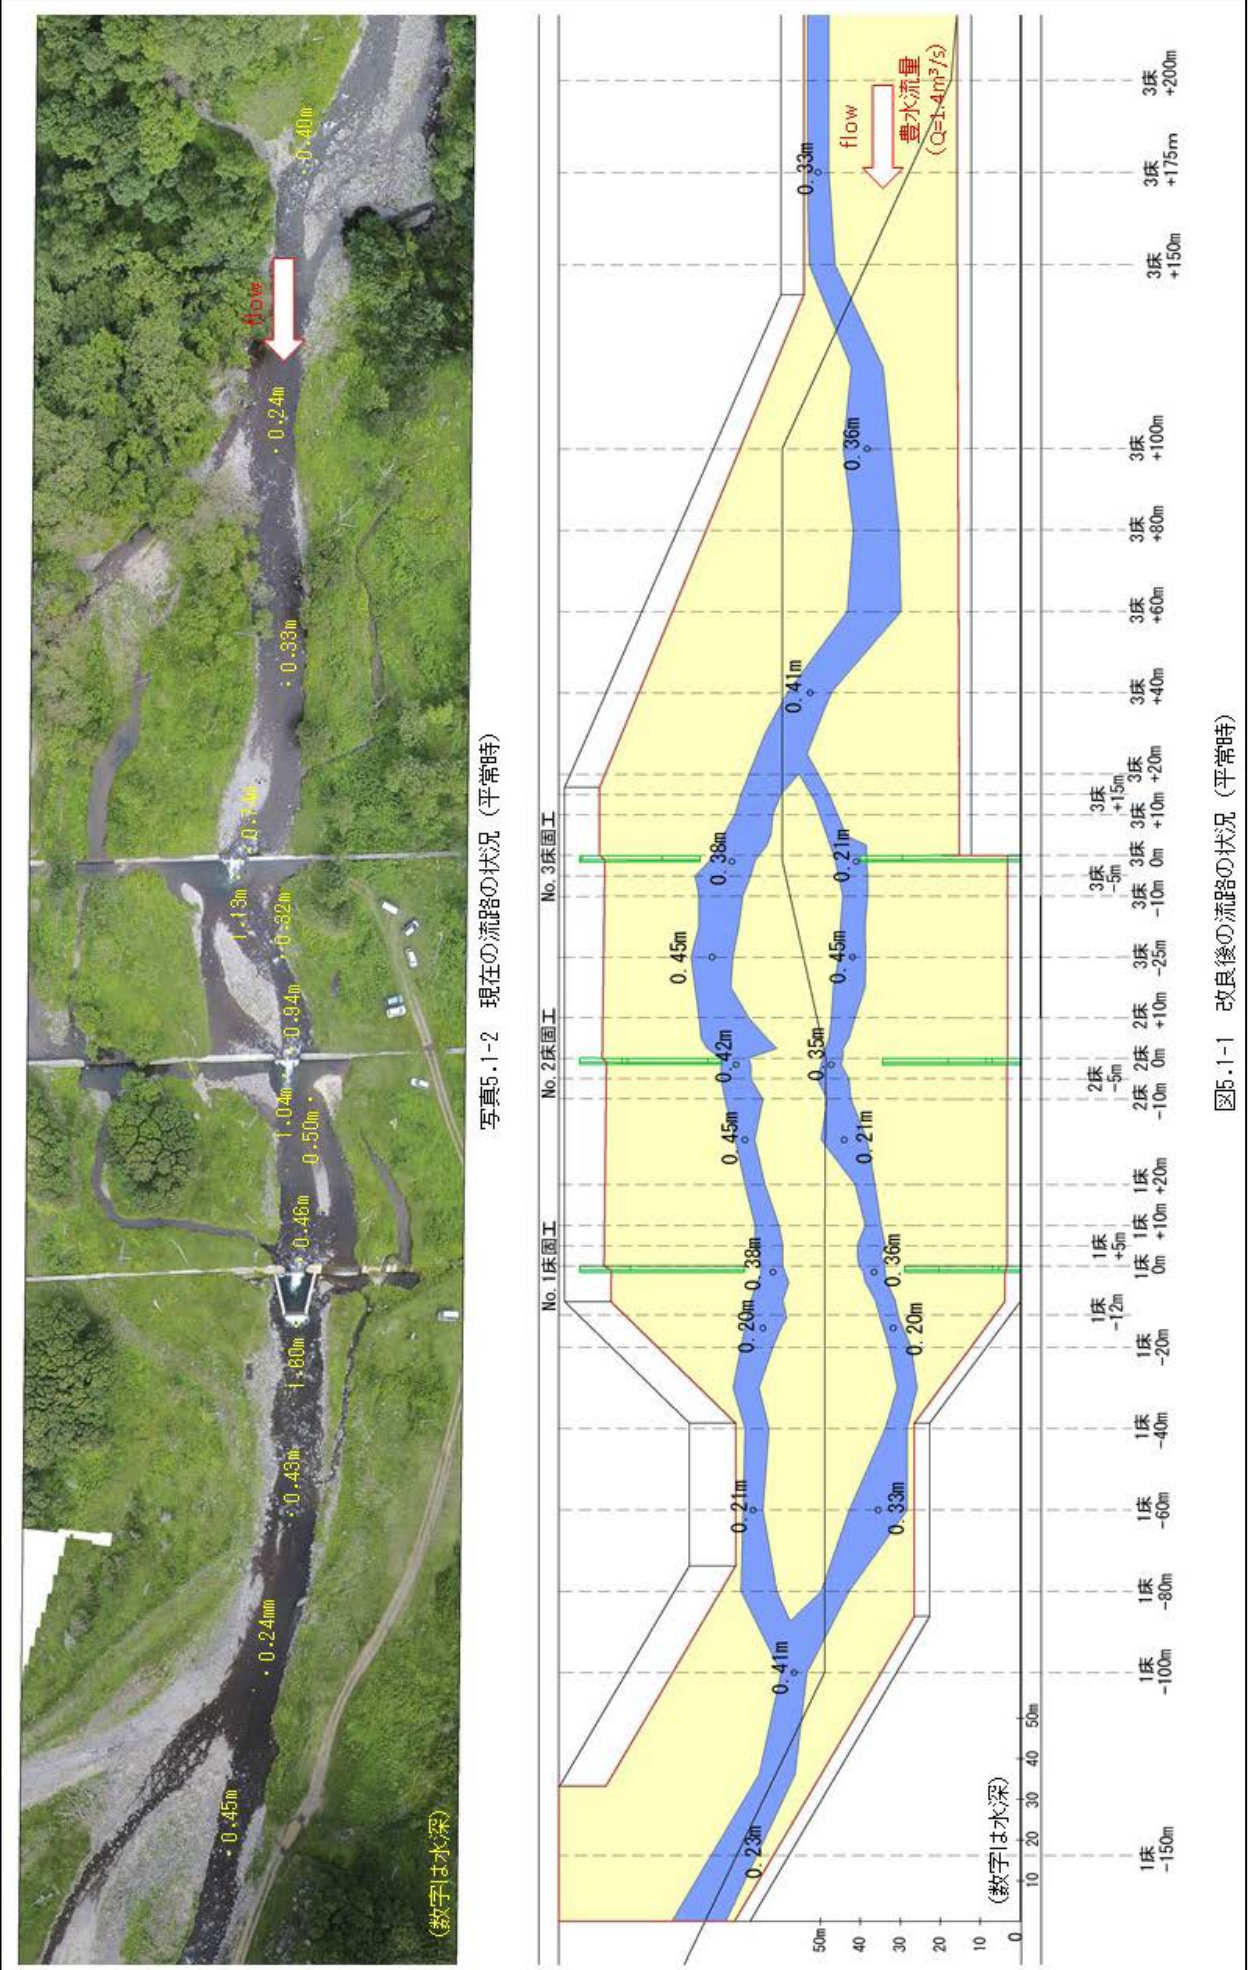 flow
0.40m
0.24m
0.33m
1.13m
0.32m
0.94m
1.04m
0.50m
0.46m
1.80m
0.43m
0.24mm
0.45m
(数字は水深)
写真5.1-2 現在の流路の状況 (平常時)
No.1床固工
No.2床固工
No.3床固工
flow
豊水流量
(Q=1.4m³/s)
0.23m
0.41m
0.21m
0.33m
0.20m
0.20m
0.38m
0.36m
0.45m
0.21m
0.42m
0.35m
0.45m
0.45m
0.38m
0.21m
0.41m
0.36m
0.33m
(数字は水深)
50m
40
30
20
10
0
10
20
30
40
50m
1床
-150m
1床
-100m
1床
-80m
1床
-60m
1床
-40m
1床
-20m
1床
-12m
1床
0m
1床
+5m
1床
+10m
1床
+20m
2床
-10m
2床
-5m
2床
0m
2床
+10m
3床
-25m
3床
-10m
3床
-5m
3床
0m
3床
+10m
3床
+15m
3床
+20m
3床
+40m
3床
+60m
3床
+80m
3床
+100m
3床
+150m
3床
+175m
3床
+200m
図5.1-1 改良後の流路の状況 (平常時)